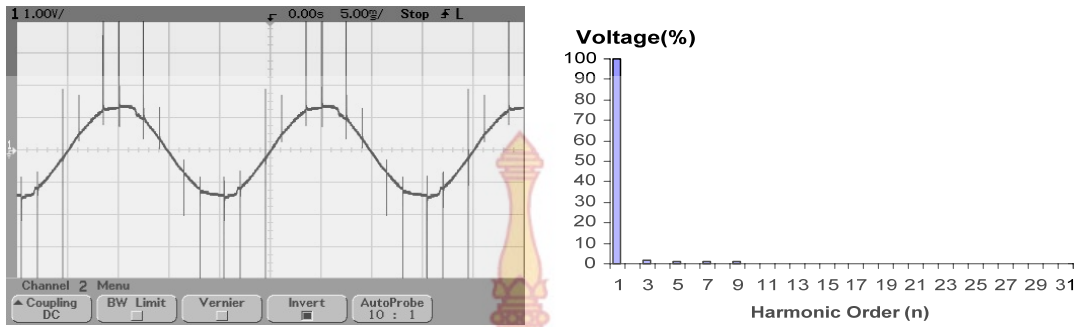 1 1.00V/ 0.00s 5.00m/ Stop
1
Channel 2 Menu
Coupling
DC
BW Limit
Vernier
Invert
AutoProbe
10 : 1
Voltage(%)
100
90
80
70
60
50
40
30
20
10
0
1 3 5 7 9 11 13 15 17 19 21 23 25 27 29 31
Harmonic Order (n)